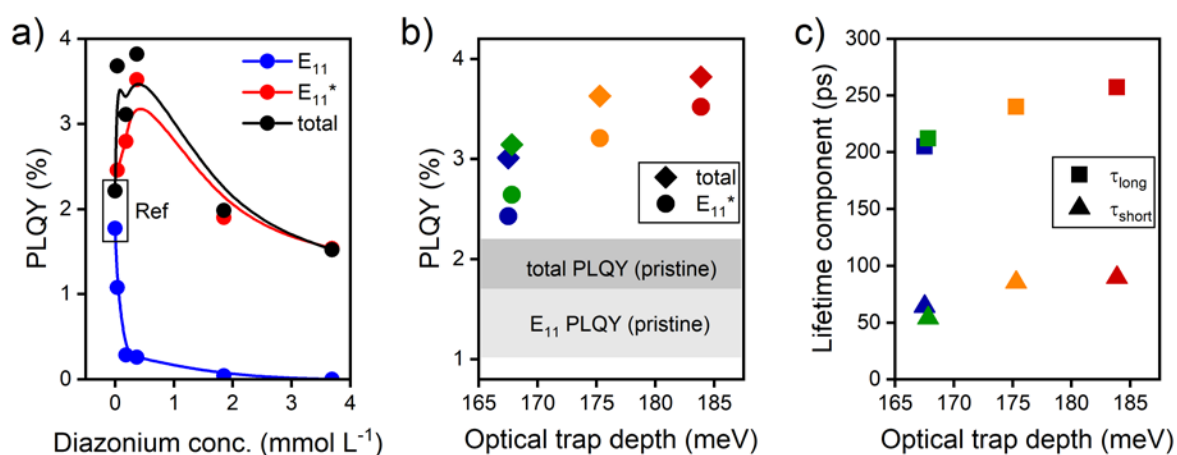 a)
PLQY (%)
4
3
2
1
0
E₁₁
E₁₁*
total
Ref
0 1 2 3 4
Diazonium conc. (mmol L⁻¹)
b)
PLQY (%)
4
3
2
1
total
E₁₁*
total PLQY (pristine)
E₁₁ PLQY (pristine)
165 170 175 180 185
Optical trap depth (meV)
c)
Lifetime component (ps)
300
250
200
150
100
50
0
τlong
τshort
165 170 175 180 185
Optical trap depth (meV)